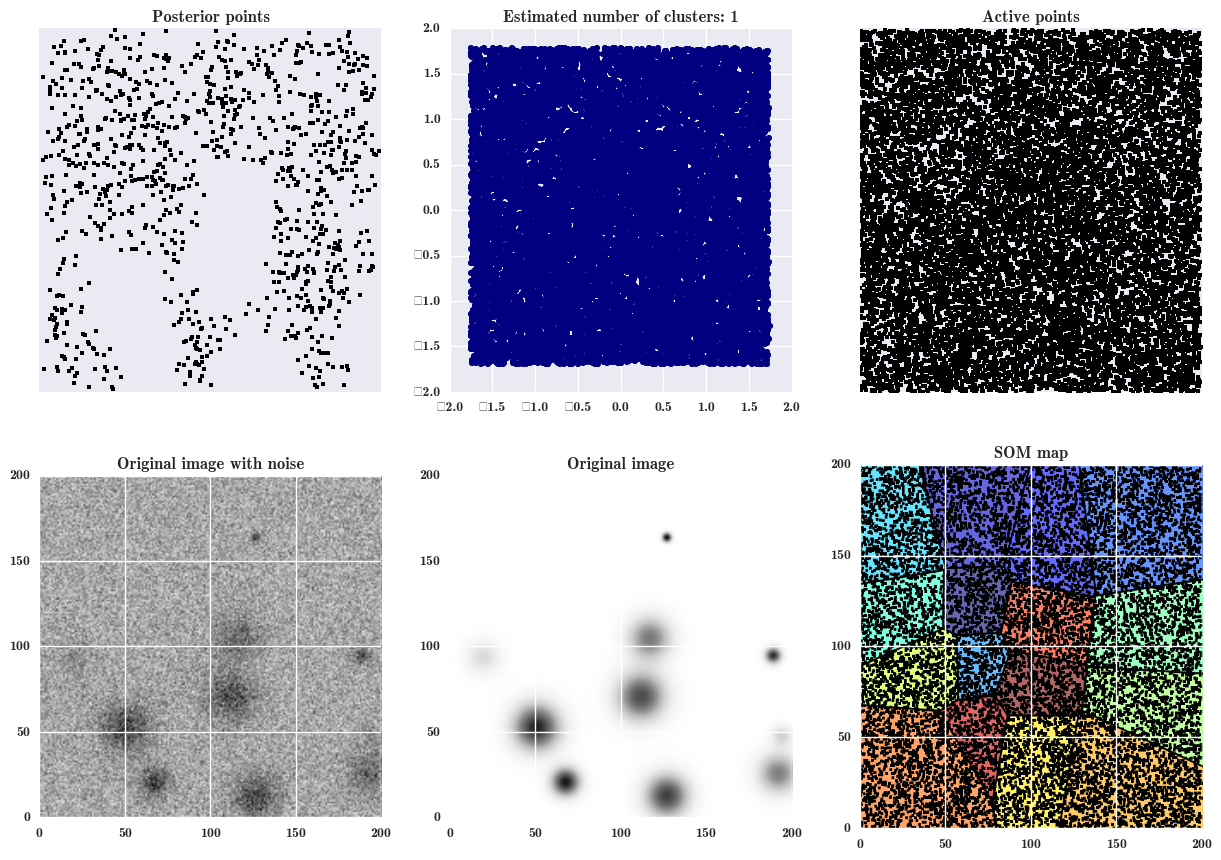 Posterior points
Estimated number of clusters: 1
Active points
2.0
1.5
1.0
0.5
0.0
□0.5
□1.0
□1.5
□2.0
□2.0 □1.5 □1.0 □0.5 0.0 0.5 1.0 1.5 2.0
Original image with noise
200
150
100
50
0
0 50 100 150 200
Original image
200
150
100
50
0
0 50 100 150 200
SOM map
200
150
100
50
0
0 50 100 150 200